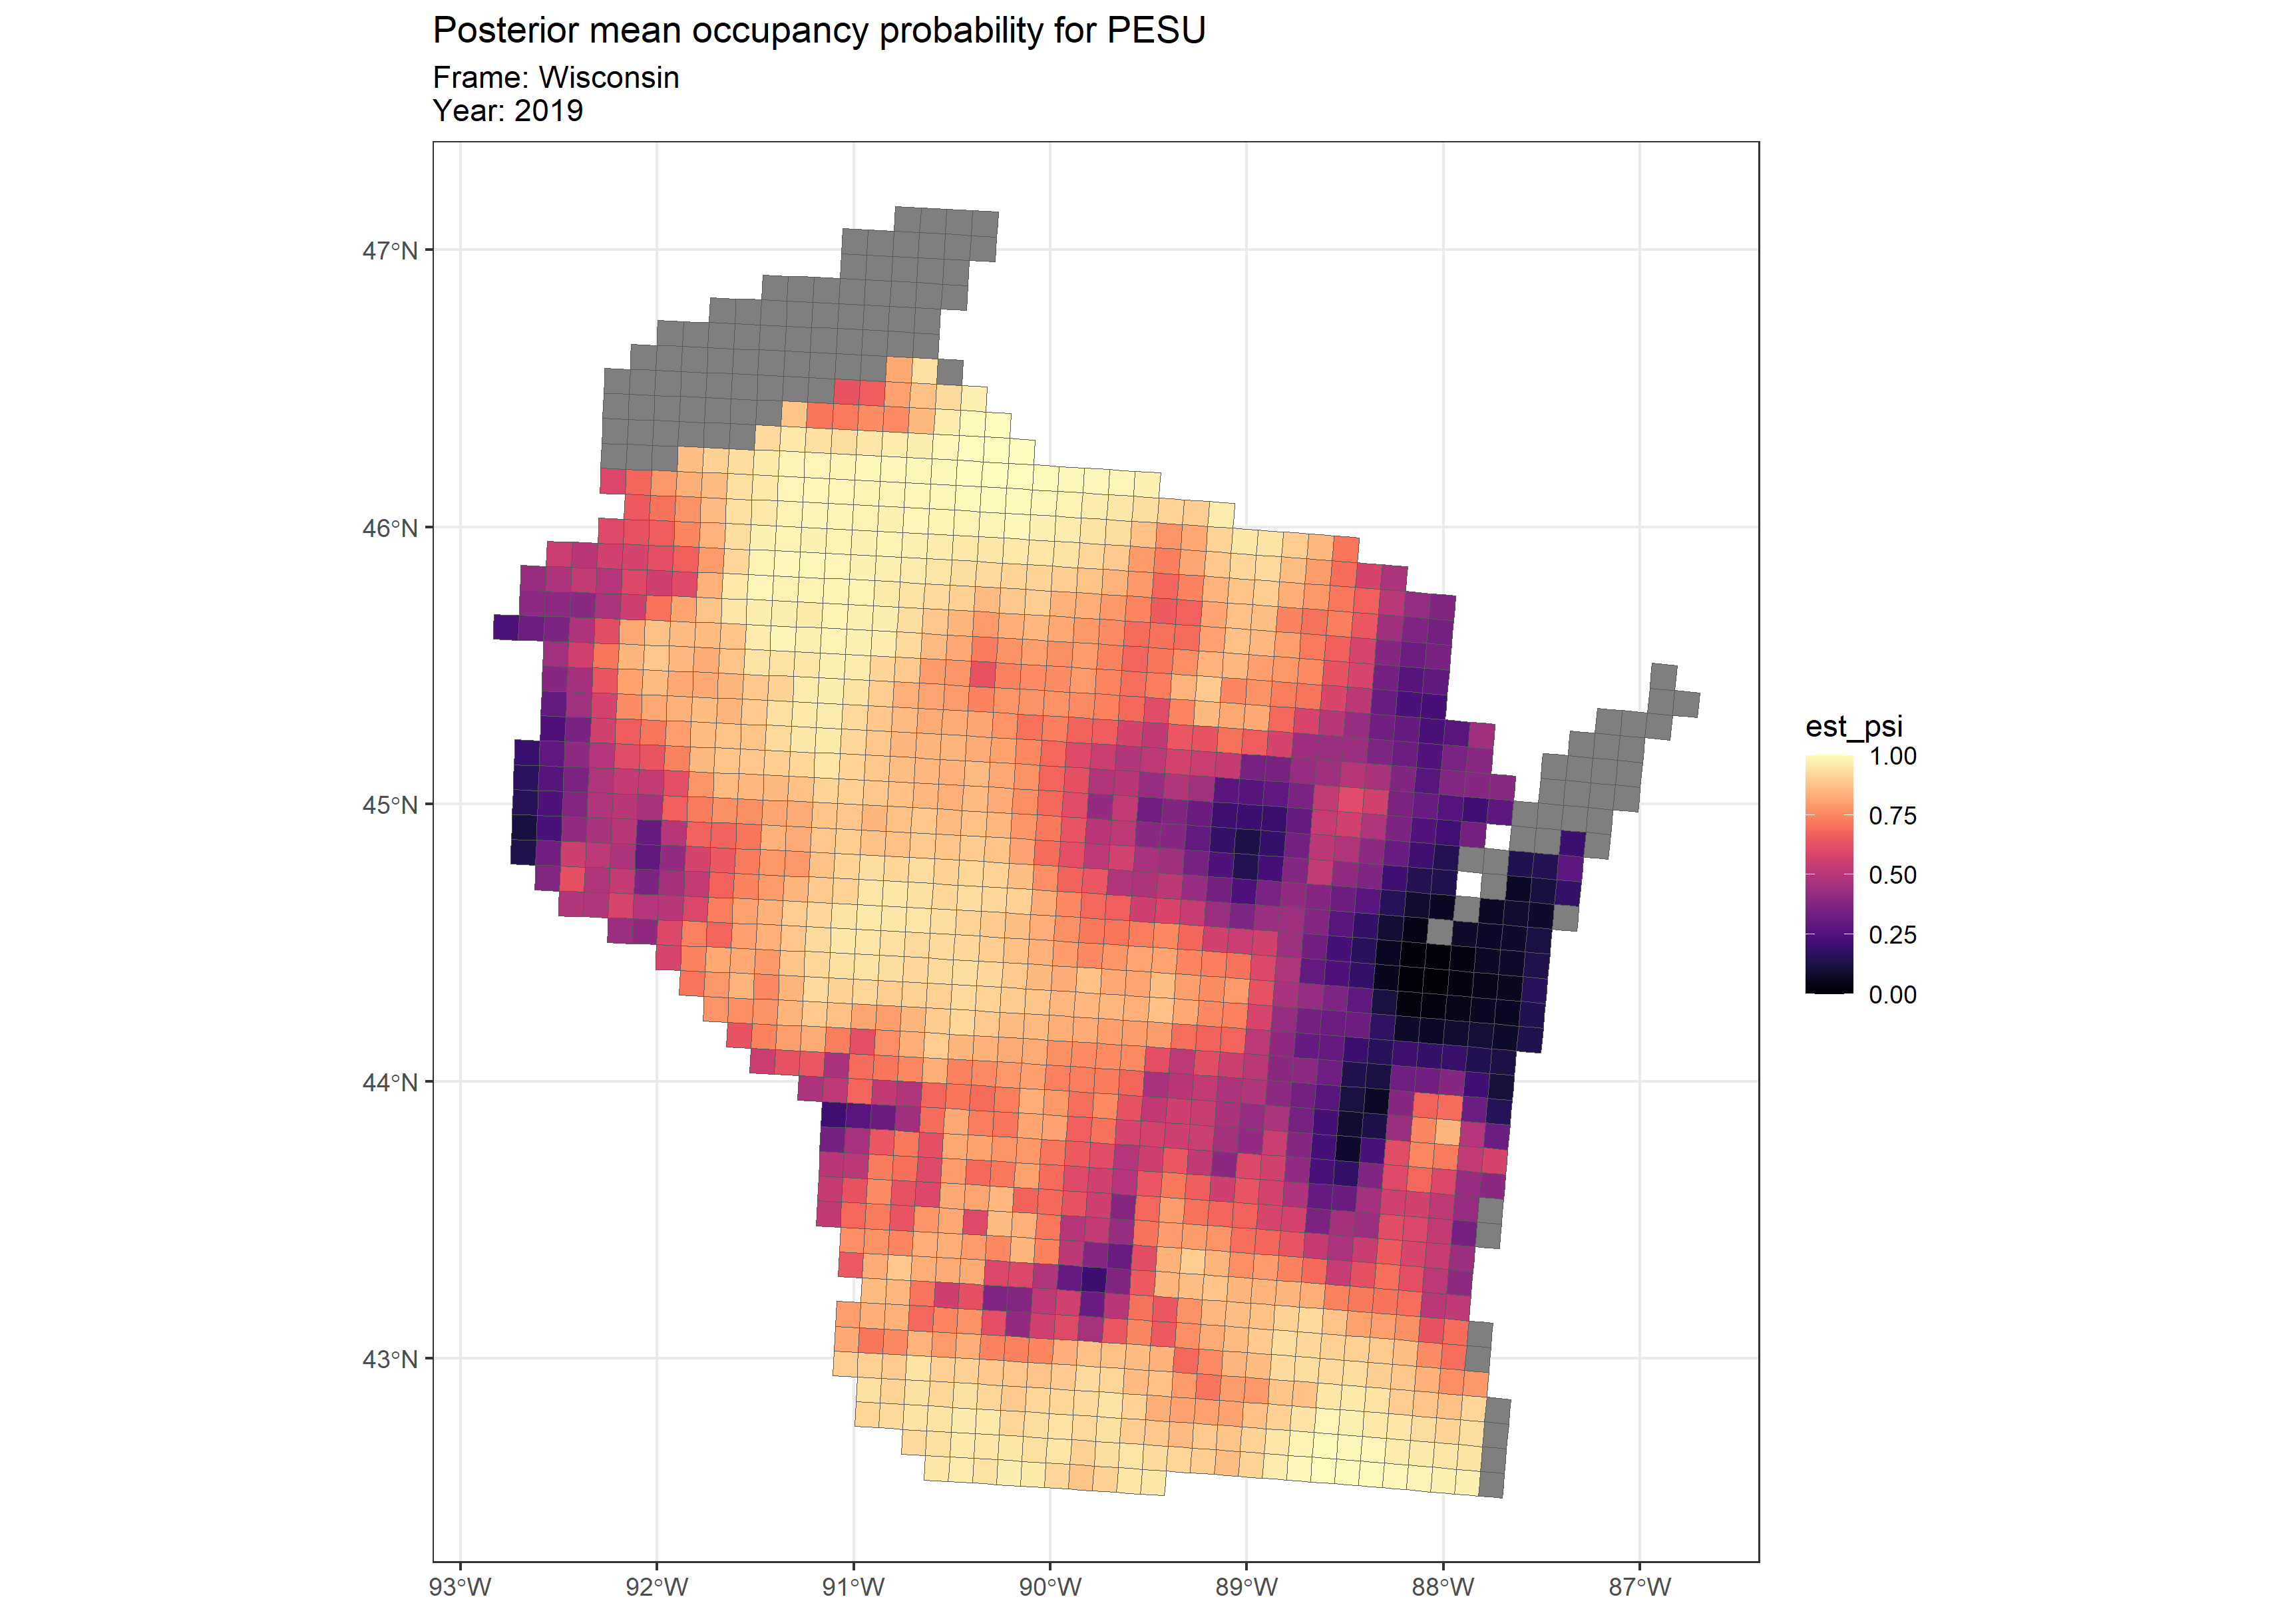 Posterior mean occupancy probability for PESU
Frame: Wisconsin
Year: 2019
47°N
46°N
45°N
44°N
43°N
93°W 92°W 91°W 90°W 89°W 88°W 87°W
est_psi
1.00
0.75
0.50
0.25
0.00